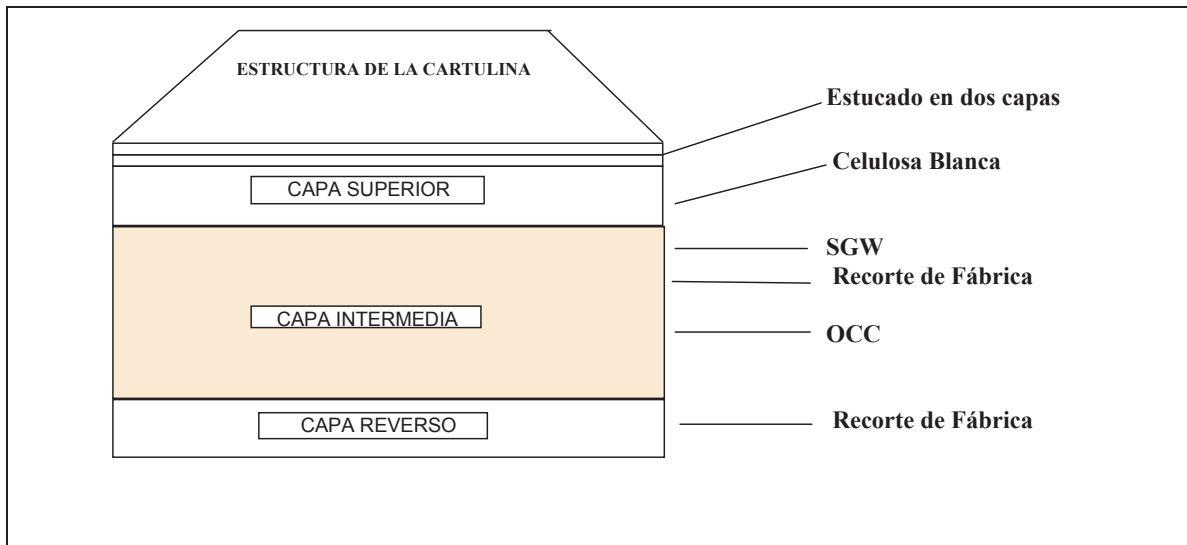 ESTRUCTURA DE LA CARTULINA
Estucado en dos capas
Celulosa Blanca
CAPA SUPERIOR
SGW
Recorte de Fábrica
CAPA INTERMEDIA
OCC
CAPA REVERSO
Recorte de Fábrica